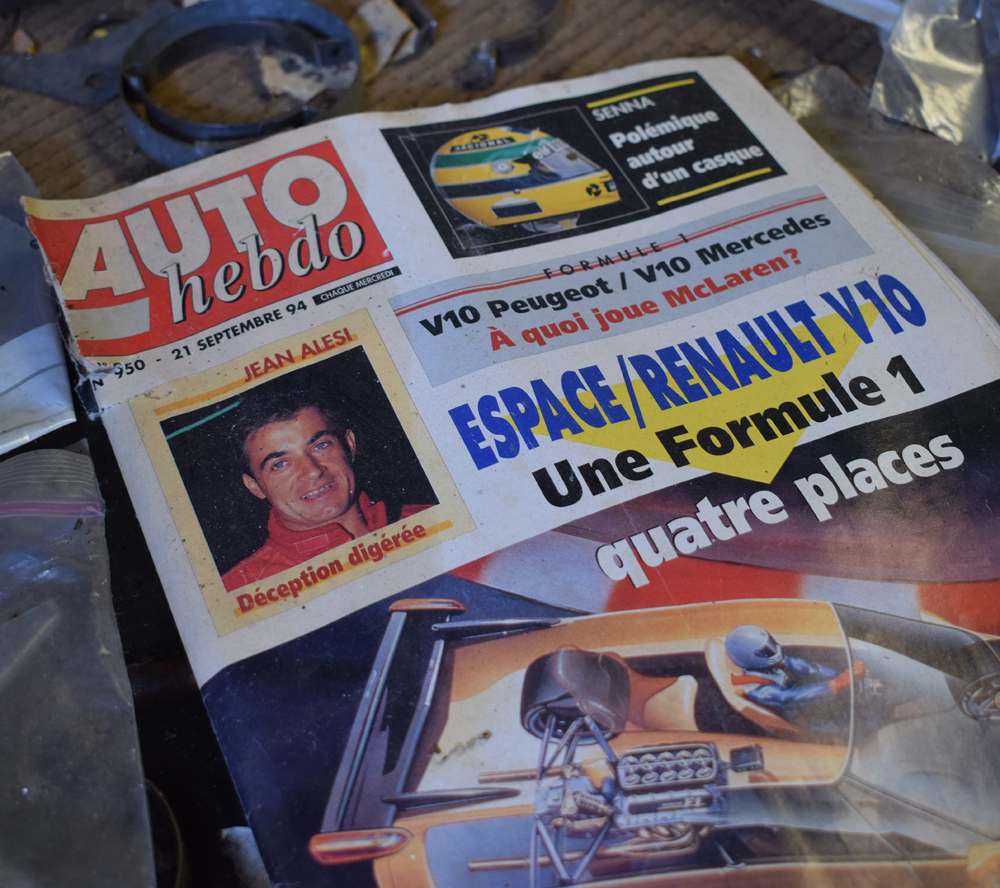 AUTO
hebdo
CHAQUE MERCREDI
N° 950 - 21 SEPTEMBRE 94
SENNA
Polémique
autour
d'un casque
NACIONAL
FORMULE 1
V10 Peugeot / V10 Mercedes
À quoi joue McLaren?
JEAN ALESI
Déception digérée
ESPACE/RENAULT V10
Une Formule 1
quatre places